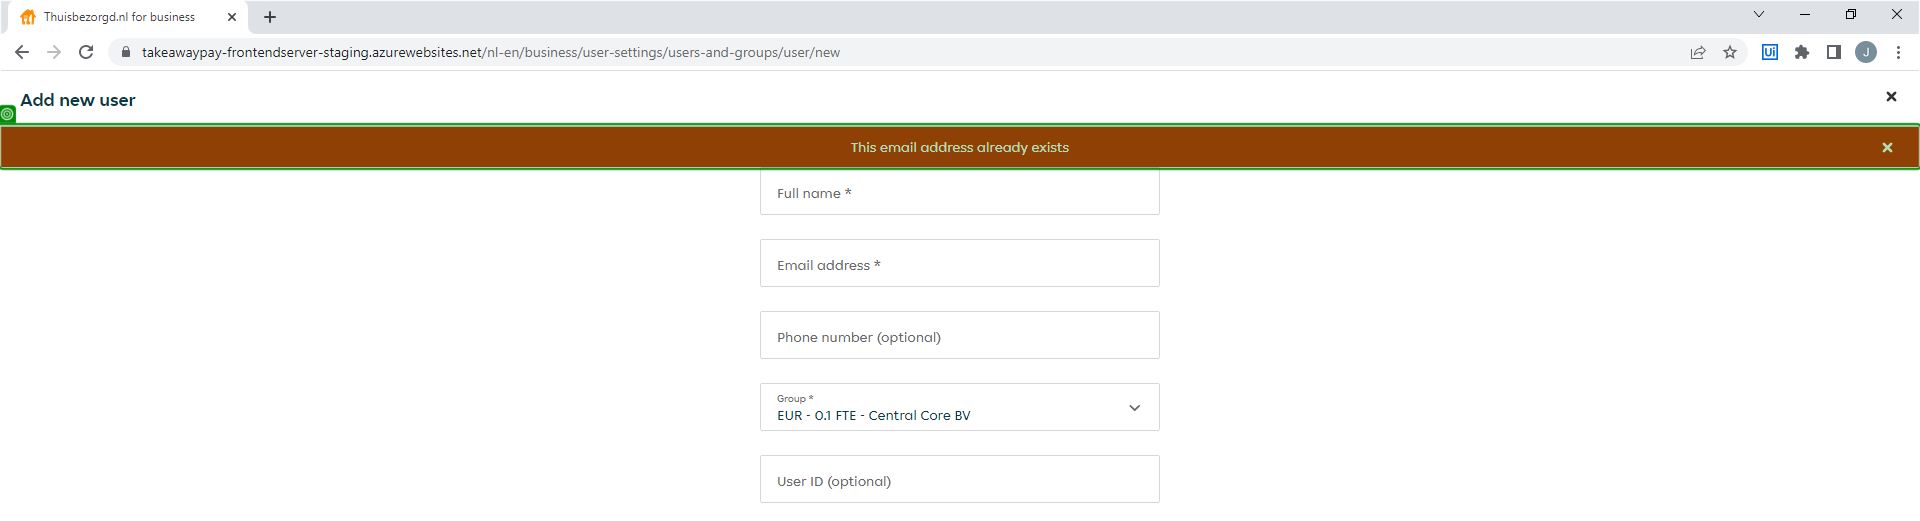 Thuisbezorgd.nl for business
takeawaypay-frontendserver-staging.azurewebsites.net/nl-en/business/user-settings/users-and-groups/user/new
Ui
J
Add new user
This email address already exists
Full name *
Email address *
Phone number (optional)
Group *
EUR - 0.1 FTE - Central Core BV
User ID (optional)